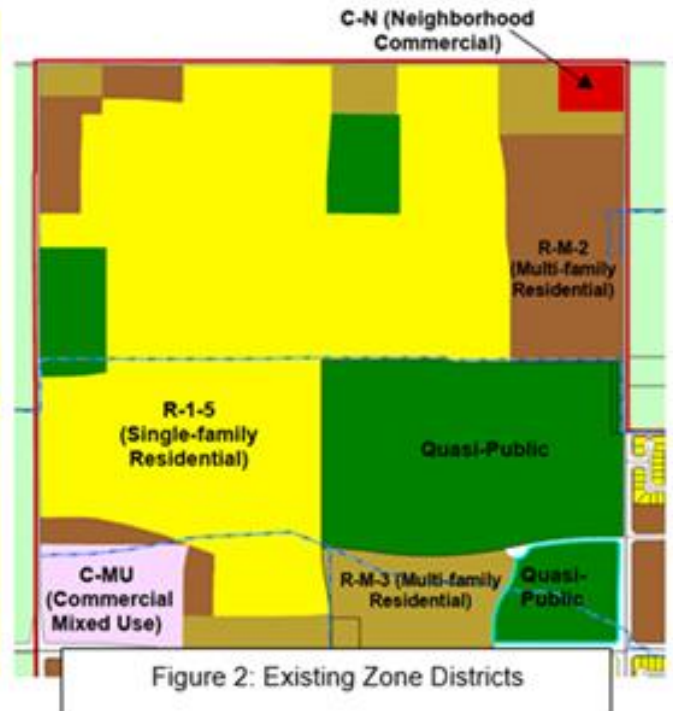 C-N (Neighborhood
Commercial)
R-M-2
(Multi-family
Residential)
R-1-5
(Single-family
Residential)
Quasi-Public
C-MU
(Commercial
Mixed Use)
R-M-3 (Multi-family
Residential)
Quasi-
Public
Figure 2: Existing Zone Districts